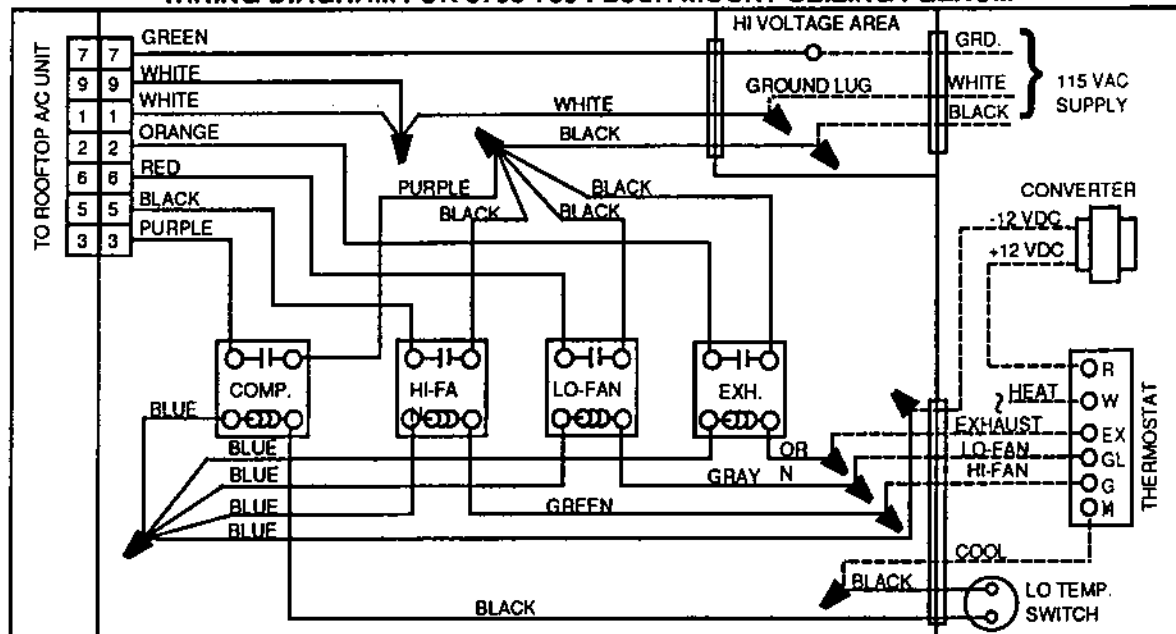 TO ROOFTOP A/C UNIT
7 7
9 9
1 1
2 2
6 6
5 5
3 3
GREEN
WHITE
WHITE
ORANGE
RED
BLACK
PURPLE
HI VOLTAGE AREA
GROUND LUG
WHITE
BLACK
GRD.
WHITE
BLACK
115 VAC
SUPPLY
PURPLE
BLACK
BLACK
BLACK
CONVERTER
-12 VDC
+12 VDC
COMP.
HI-FA
N
LO-FAN
EXH.
BLUE
BLUE
BLUE
BLUE
BLUE
OR
N
GRAY
GREEN
HEAT
EXHAUST
LO-FAN
HI-FAN
R
W
EX
GL
G
THERMOSTAT
COOL
BLACK
BLACK
LO TEMP.
SWITCH